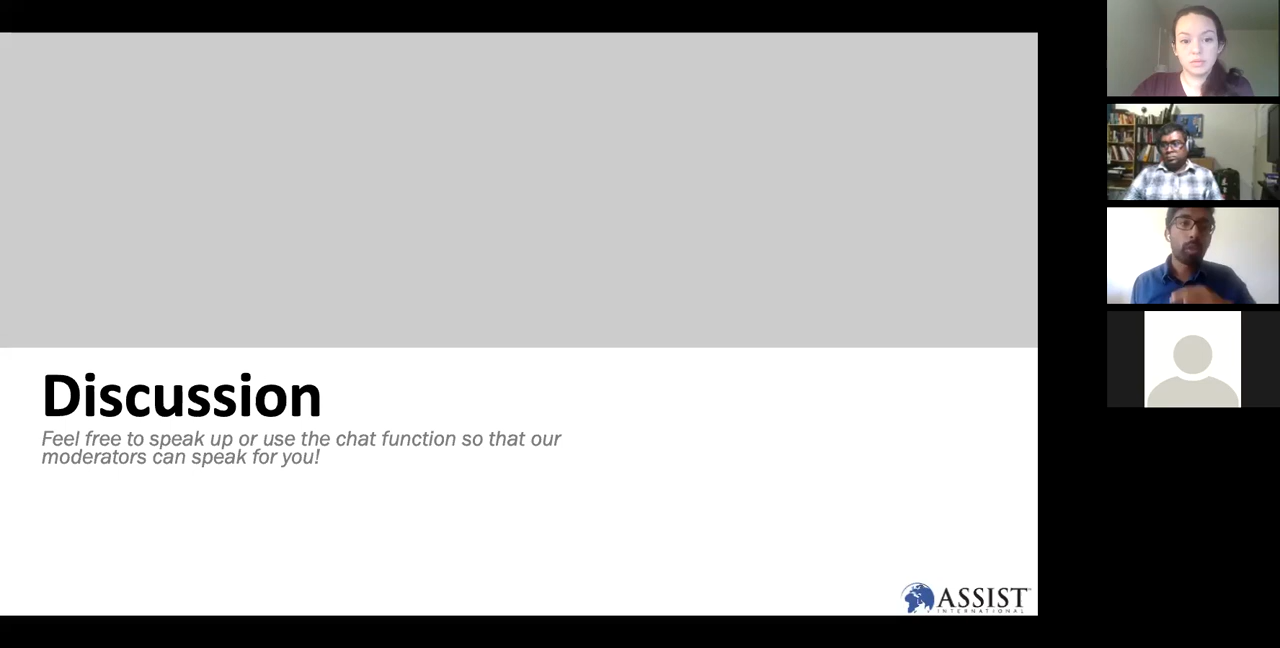 Discussion
Feel free to speak up or use the chat function so that our
moderators can speak for you!
ASSIST
INTERNATIONAL